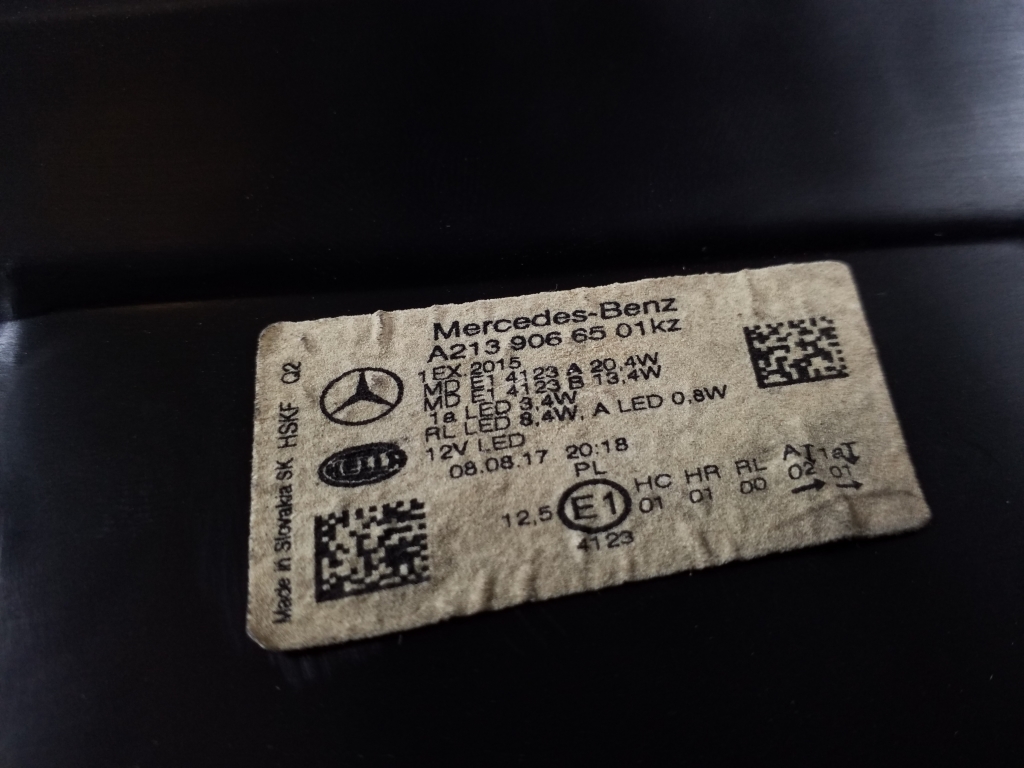 Mercedes-Benz
A213 906 65 01kz
1EX 2015
MD E1 4123 A 20,4W
MD E1 4123 B 13,4W
1a LED 3,4W
RL LED 8,4W, A LED 0,8W
12V LED
08.08.17 20:18
PL
HC HR RL AT 1aT
12,5 E1 01 01 00 02 01
→ →
4123
HELLA
Made in Slovakia SK HSKF Q2